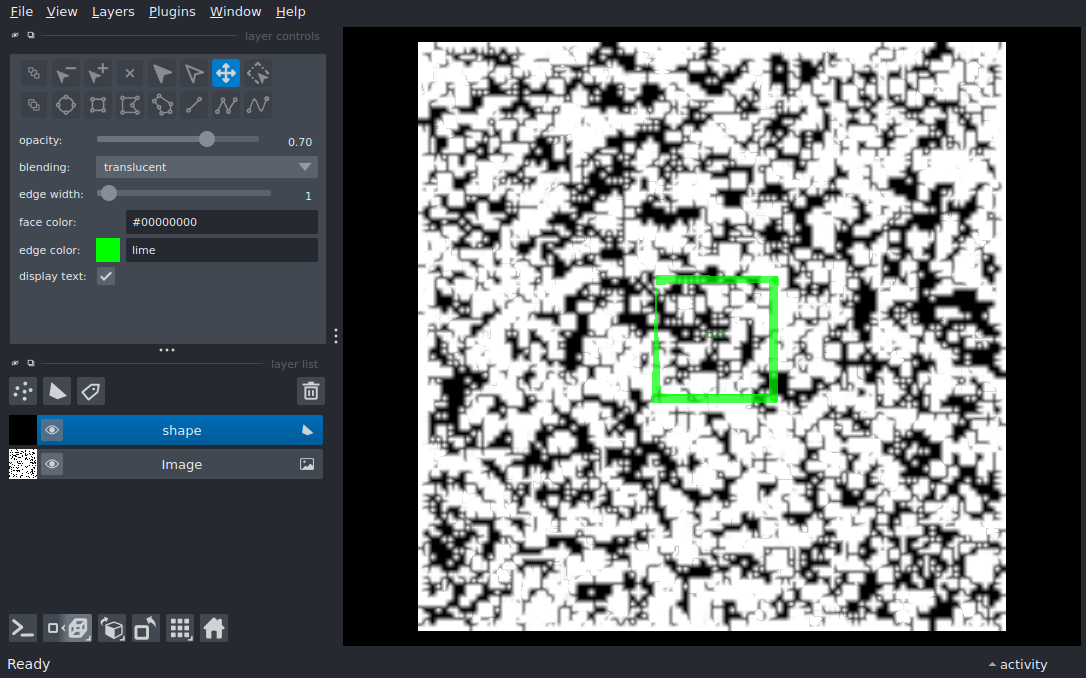 File View Layers Plugins Window Help
layer controls
opacity: 0.70
blending: translucent
edge width: 1
face color: #00000000
edge color: lime
display text:
layer list
shape
Image
Ready
activity